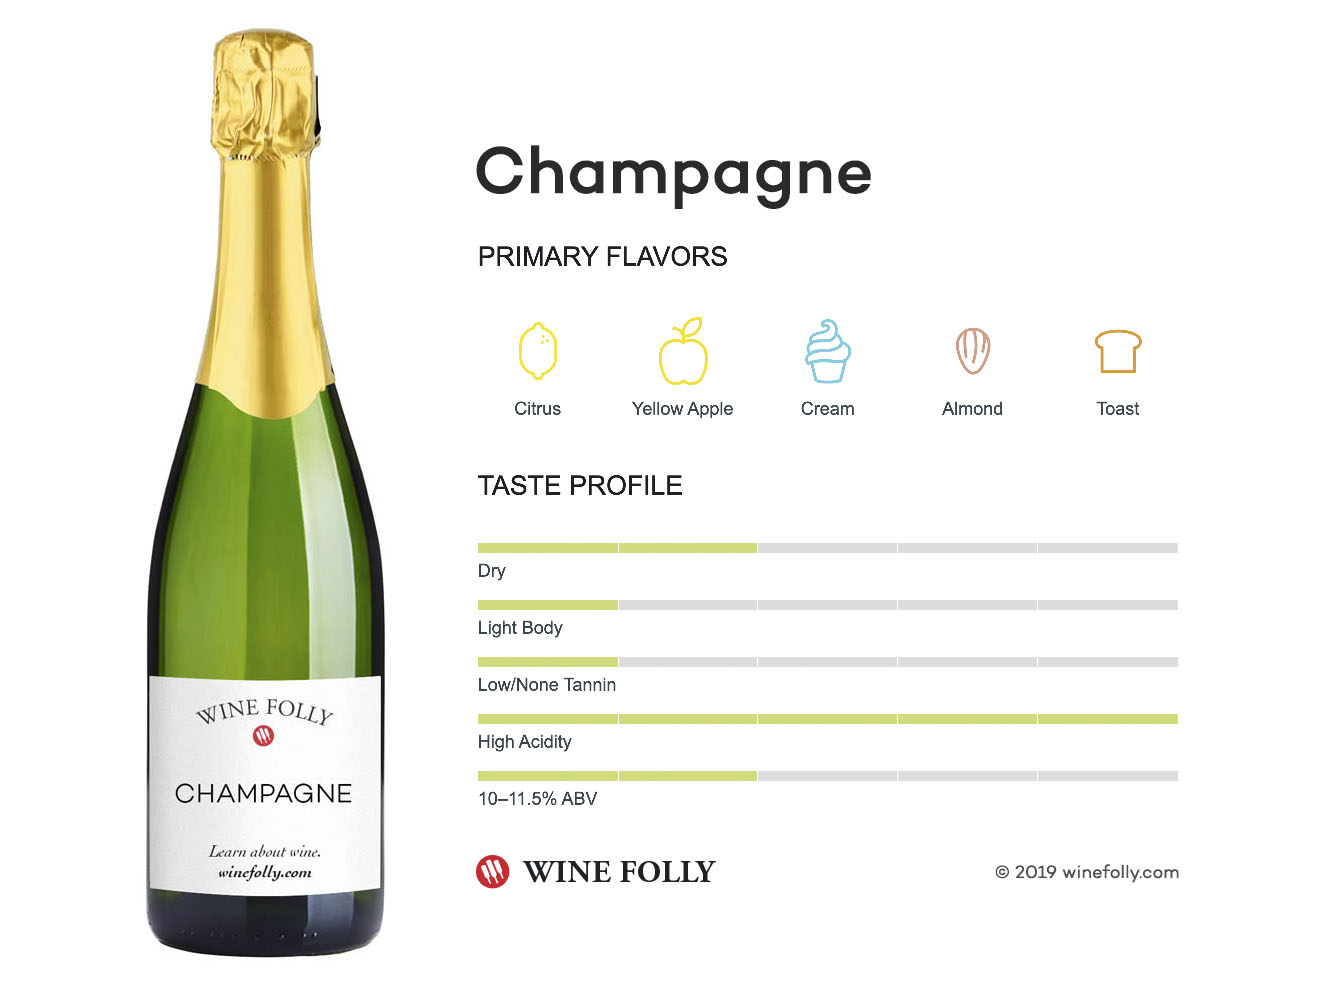 Champagne
PRIMARY FLAVORS
Citrus Yellow Apple Cream Almond Toast
TASTE PROFILE
Dry
Light Body
Low/None Tannin
High Acidity
10–11.5% ABV
WINE FOLLY
© 2019 winefolly.com
WINE FOLLY
CHAMPAGNE
Learn about wine.
winefolly.com